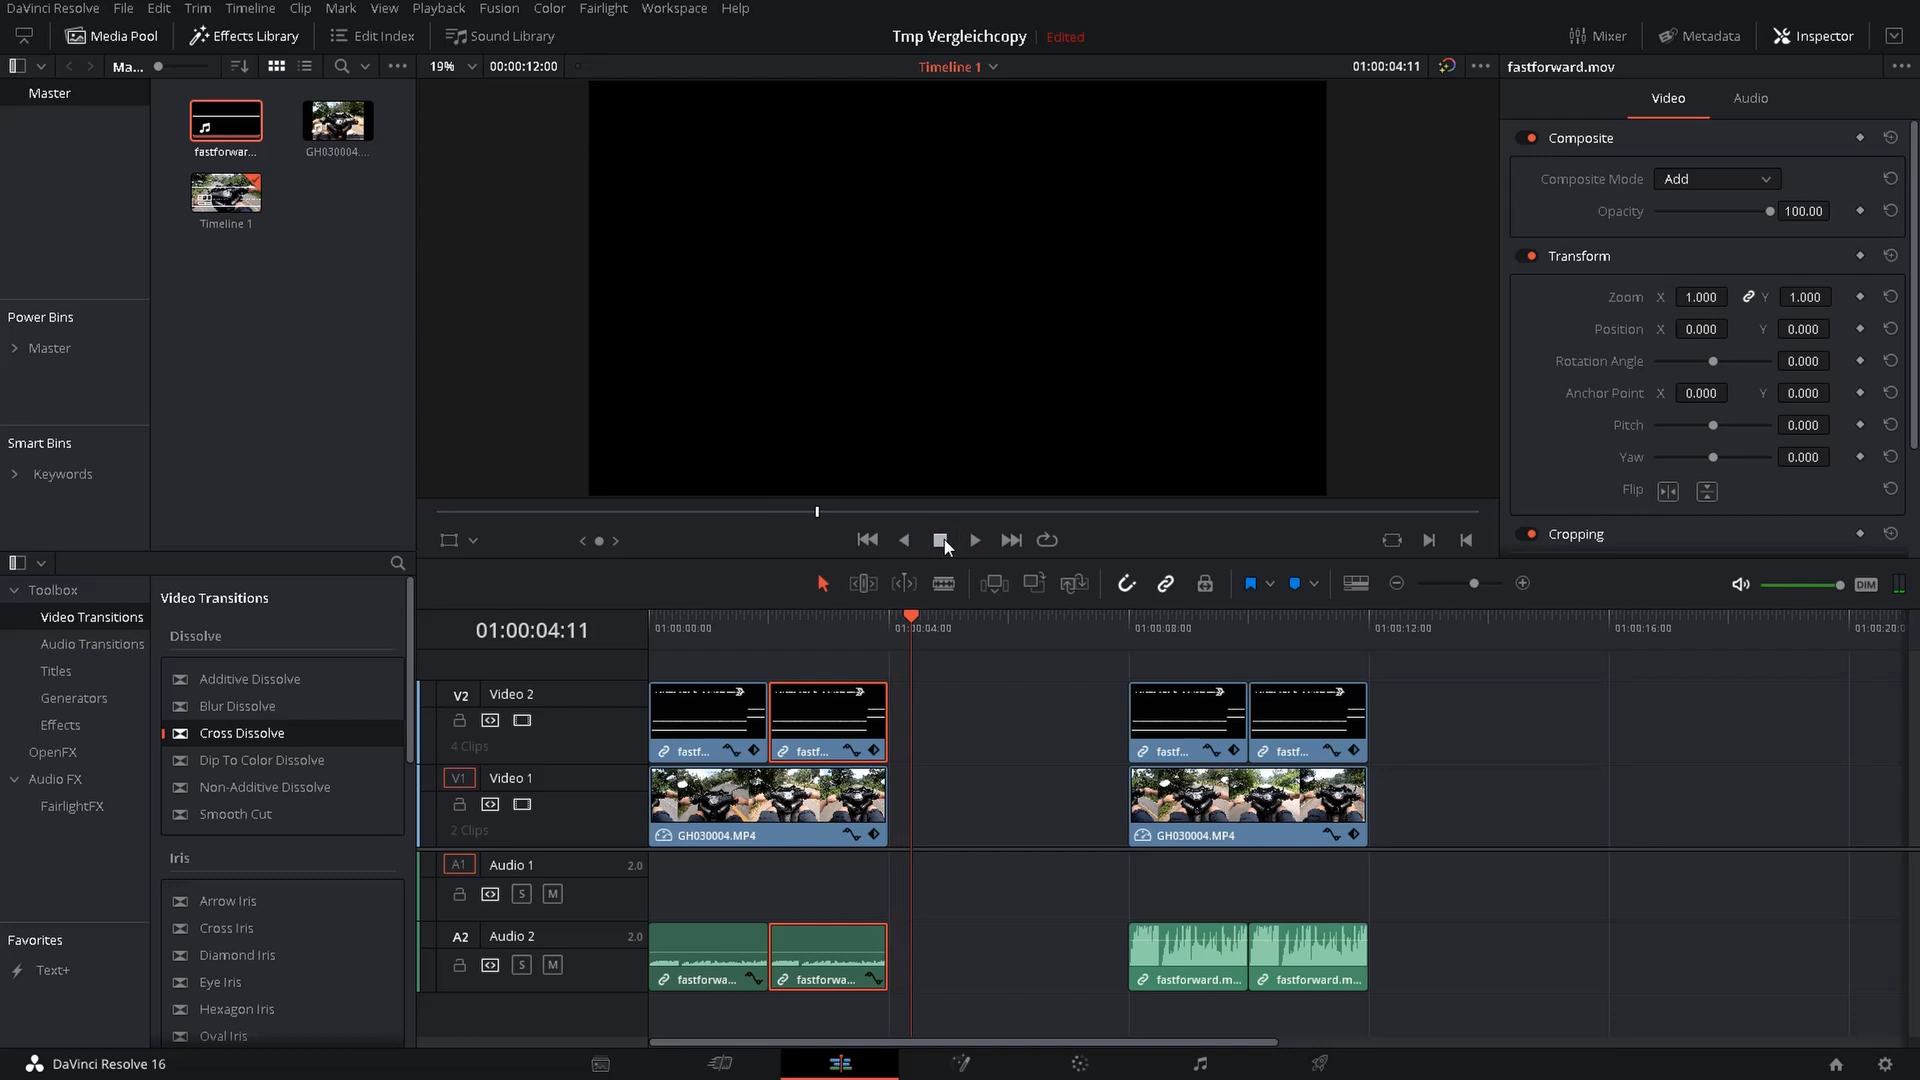 DaVinci Resolve File Edit Trim Timeline Clip Mark View Playback Fusion Color Fairlight Workspace Help
Media Pool Effects Library Edit Index Sound Library Tmp Vergleichcopy Edited Mixer Metadata Inspector
Ma... 19% 00:00:12:00 Timeline 1 01:00:04:11 fastforward.mov
Master
Video Audio
fastforwar... GH030004....
Timeline 1
Power Bins
Master
Smart Bins
Keywords
Composite
Composite Mode Add
Opacity 100.00
Transform
Zoom X 1.000 Y 1.000
Position X 0.000 Y 0.000
Rotation Angle 0.000
Anchor Point X 0.000 Y 0.000
Pitch 0.000
Yaw 0.000
Flip
Cropping
Toolbox
Video Transitions
Audio Transitions
Titles
Generators
Effects
OpenFX
Audio FX
FairlightFX
Favorites
Text+
Video Transitions
Dissolve
Additive Dissolve
Blur Dissolve
Cross Dissolve
Dip To Color Dissolve
Non-Additive Dissolve
Smooth Cut
Iris
Arrow Iris
Cross Iris
Diamond Iris
Eye Iris
Hexagon Iris
Oval Iris
DIM
01:00:04:11
01:00:00:00 01:00:04:00 01:00:08:00 01:00:12:00 01:00:16:00 01:00:20:0
V2 Video 2
4 Clips
fastf... fastf... fastf... fastf...
V1 Video 1
2 Clips
GH030004.MP4 GH030004.MP4
A1 Audio 1 2.0
S M
A2 Audio 2 2.0
S M
fastforwa... fastforwa... fastforward.m... fastforward.m...
DaVinci Resolve 16